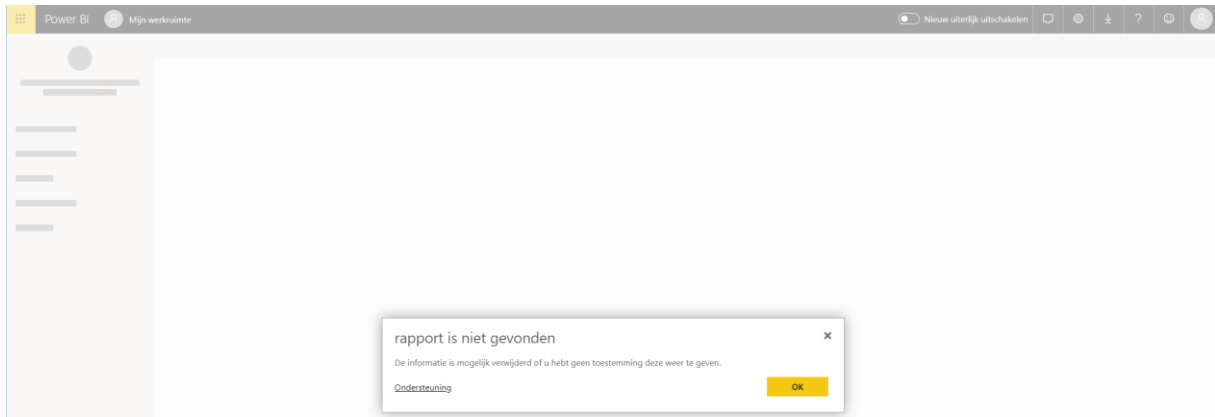 Power BI Mijn werkruimte Nieuw uiterlijk uitschakelen ?
rapport is niet gevonden
De informatie is mogelijk verwijderd of u hebt geen toestemming deze weer te geven.
Ondersteuning OK